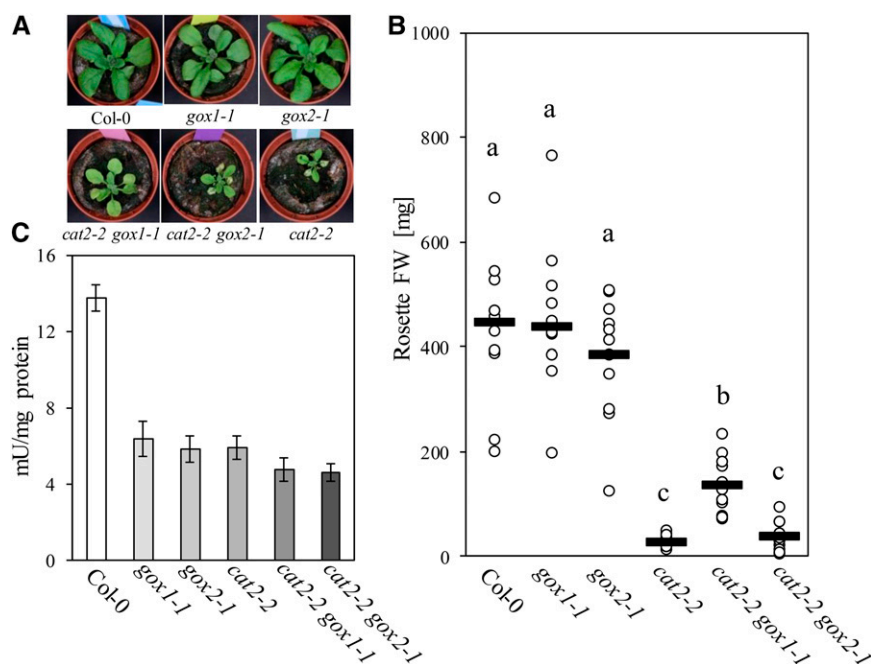 A
Col-0 gox1-1 gox2-1
cat2-2 gox1-1 cat2-2 gox2-1 cat2-2
B
Rosette FW [mg]
1000
800
600
400
200
0
a
a
a
c
b
c
Col-0
gox1-1
gox2-1
cat2-2
cat2-2 gox1-1
cat2-2 gox2-1
C
mU/mg protein
16
12
8
4
0
Col-0
gox1-1
gox2-1
cat2-2
cat2-2 gox1-1
cat2-2 gox2-1